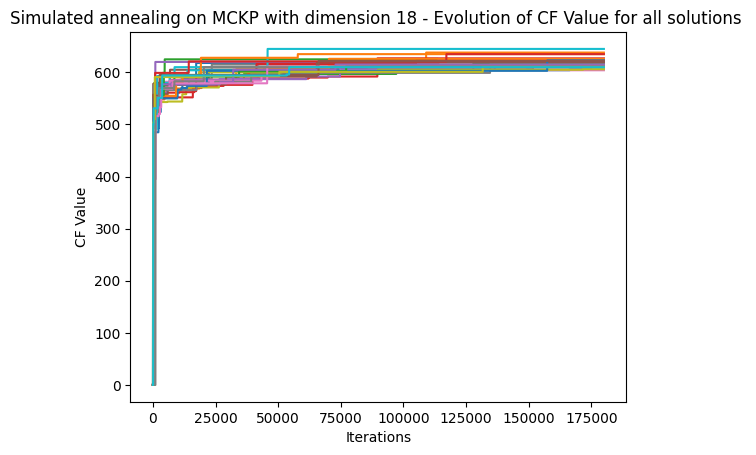 Simulated annealing on MCKP with dimension 18 - Evolution of CF Value for all solutions
600
500
400
300
200
100
0
CF Value
0 25000 50000 75000 100000 125000 150000 175000
Iterations